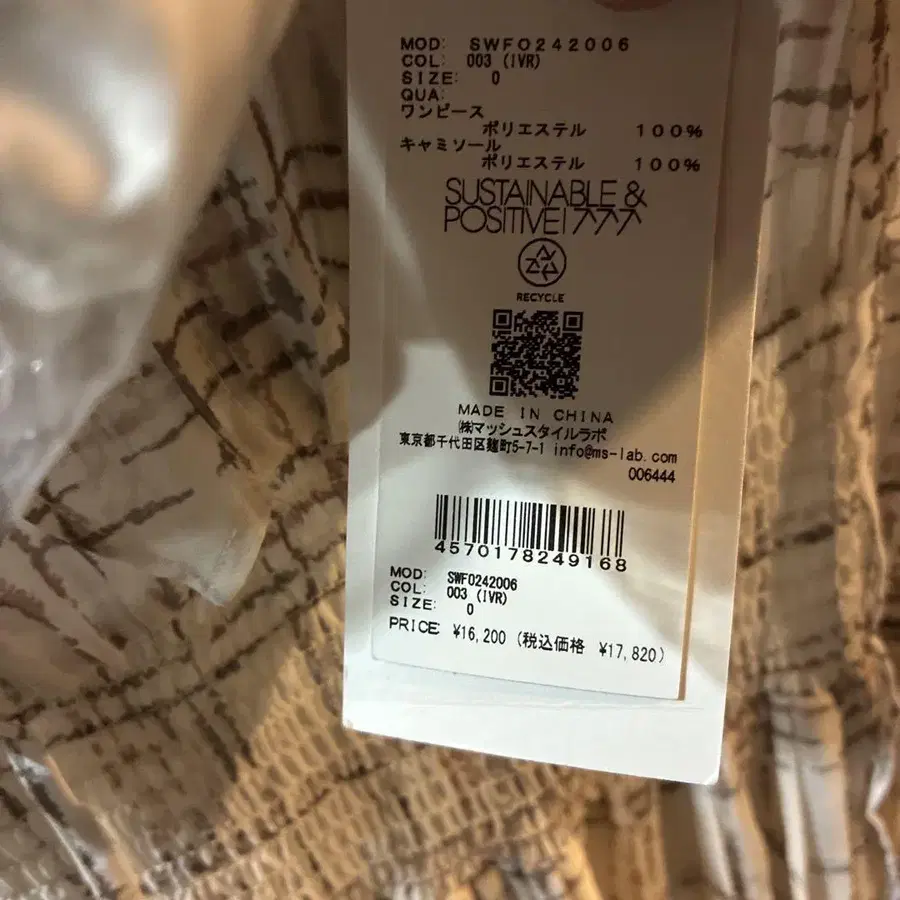 MOD: SWFO242006
COL: 003 (IVR)
SIZE: 0
QUA:
ワンピース
ポリエステル 100%
キャミソール
ポリエステル 100%
SUSTAINABLE &
POSITIVE! 777
RECYCLE
MADE IN CHINA
㈱マッシュスタイルラボ
東京都千代田区麹町5-7-1 info@ms-lab.com
006444
4570178249168
MOD: SWFO242006
COL: 003 (IVR)
SIZE: 0
PRICE: ¥16,200 (税込価格 ¥17,820)